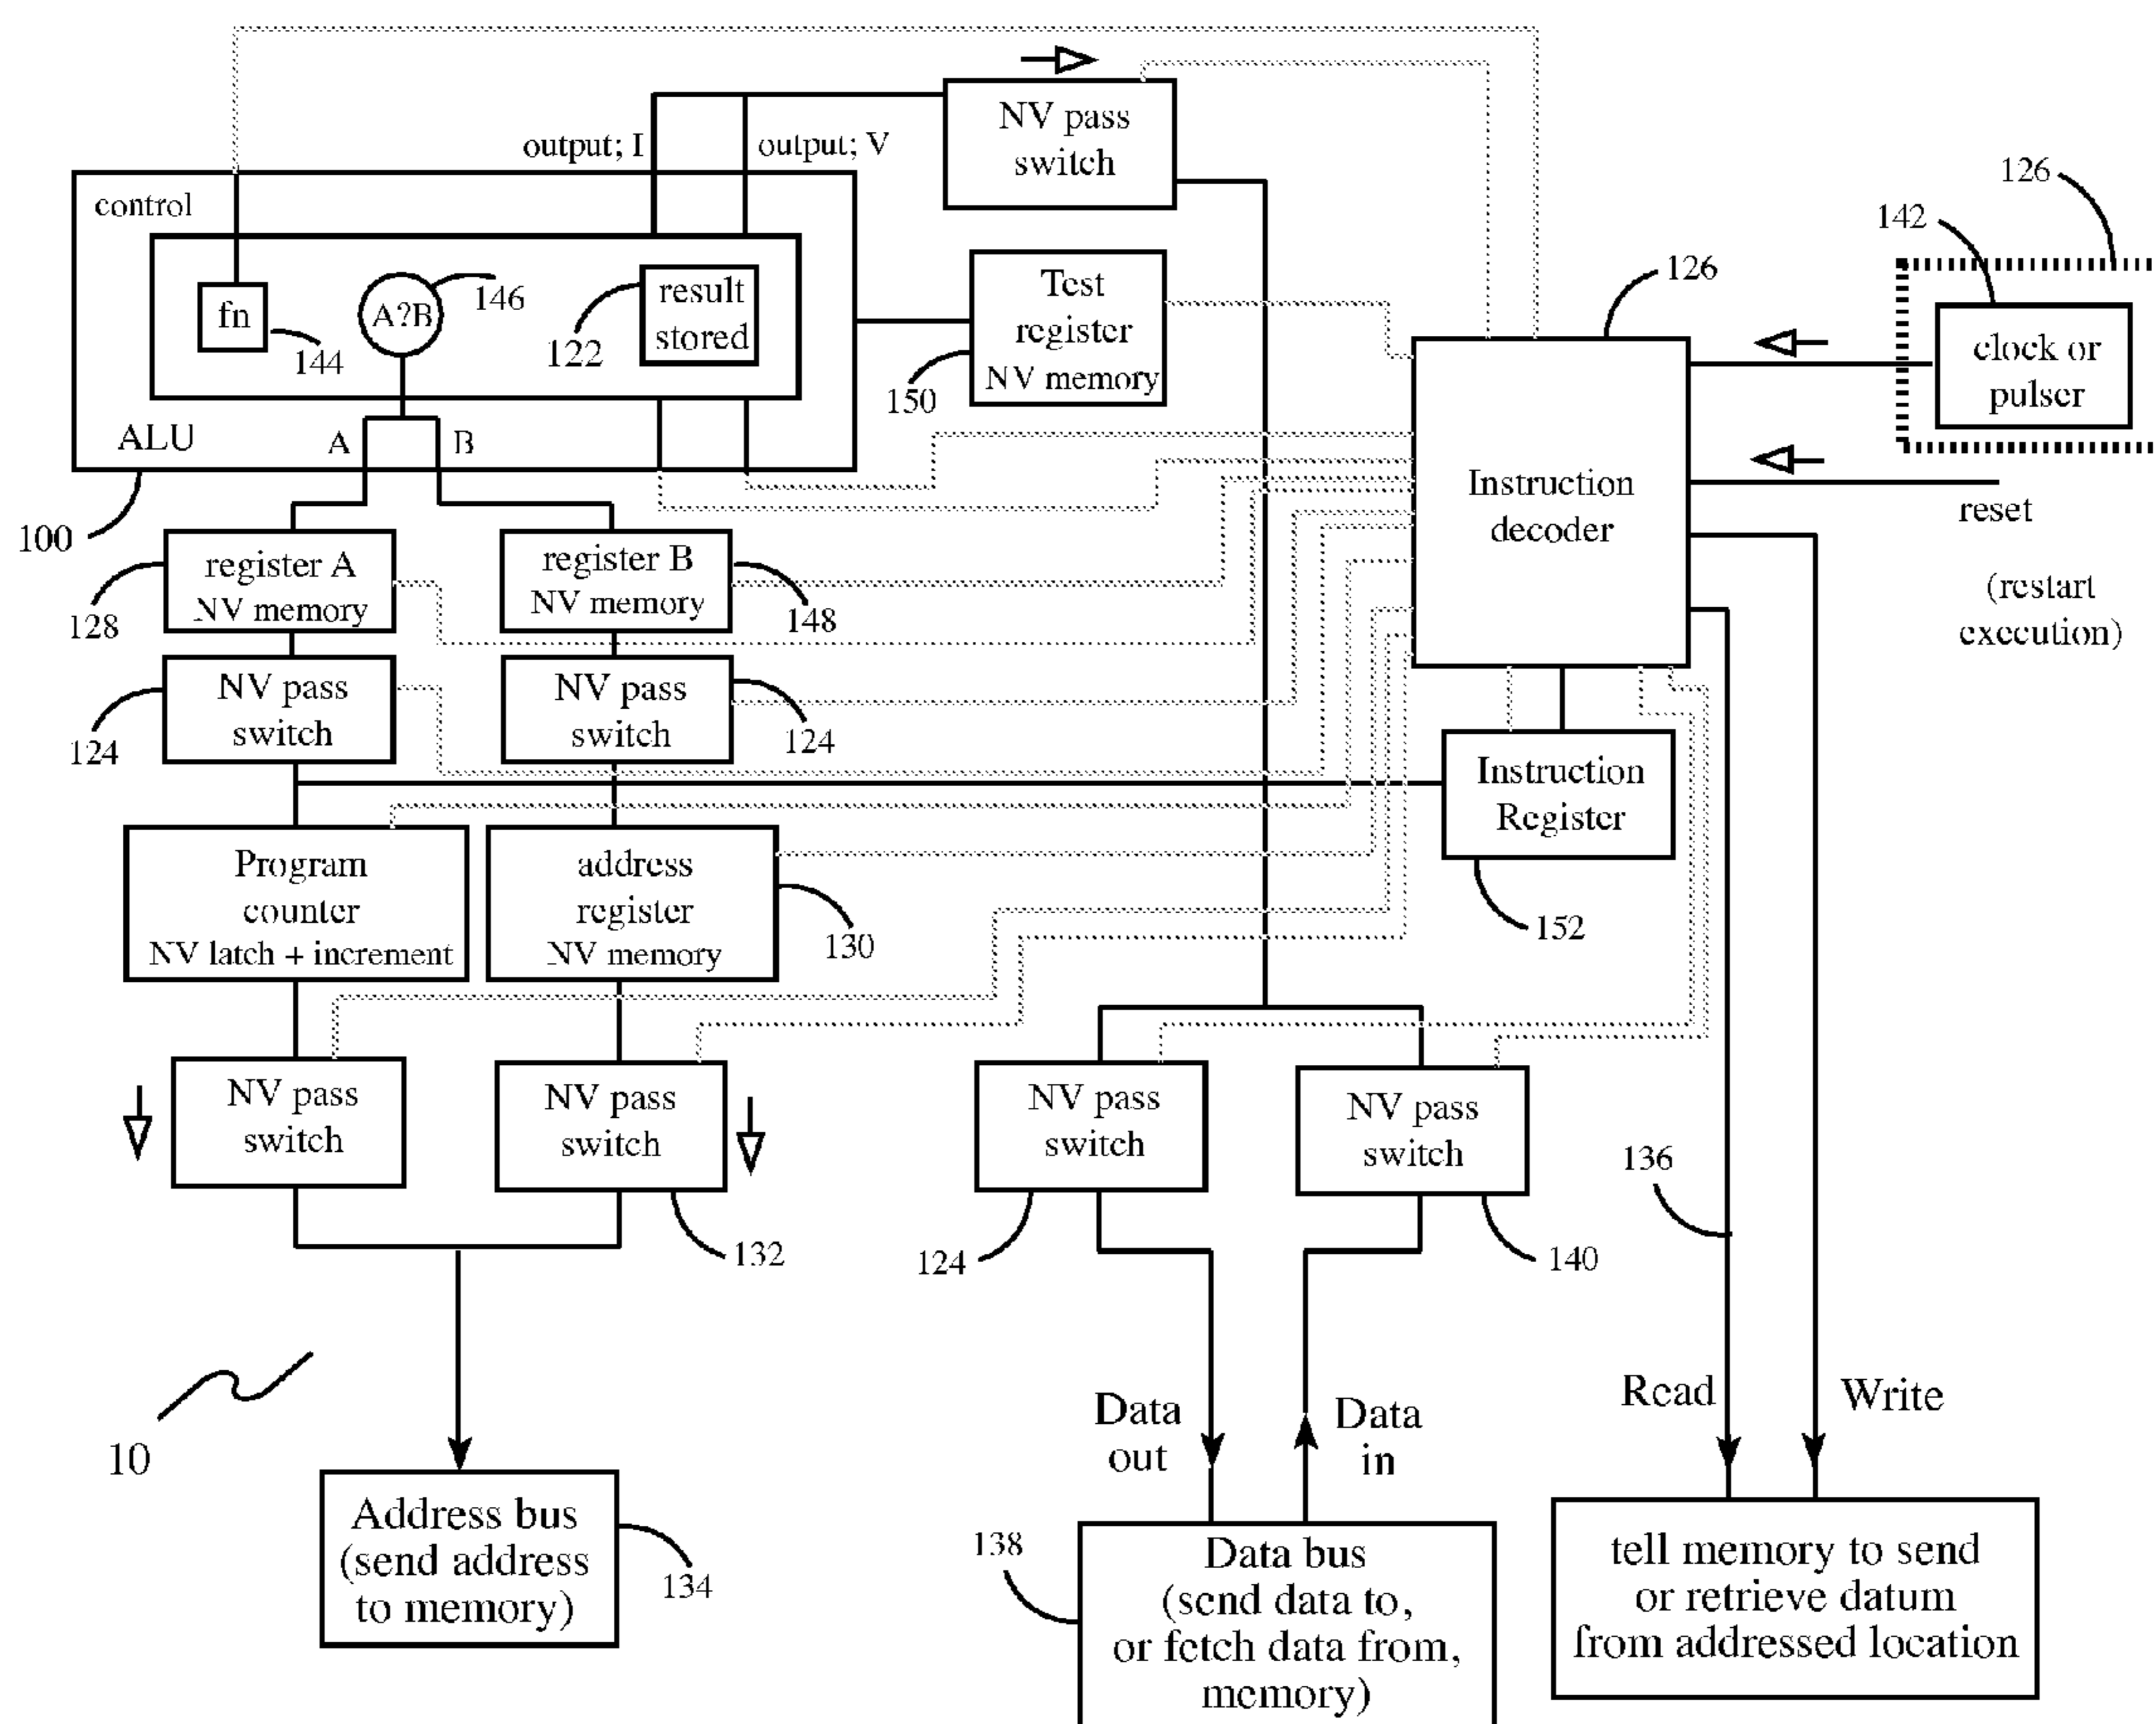 NV pass
switch
output; I
output; V
control
fn
144
A?B
146
122
result
stored
ALU
A
B
100
Test
register
NV memory
150
126
142
126
clock or
pulser
Instruction
decoder
reset
(restart
execution)
register A
NV memory
128
register B
NV memory
148
NV pass
switch
124
NV pass
switch
124
Instruction
Register
152
Program
counter
NV latch + increment
address
register
NV memory
130
NV pass
switch
NV pass
switch
132
NV pass
switch
124
NV pass
switch
140
136
10
Data
out
Data
in
Read
Write
Address bus
(send address
to memory)
134
138
Data bus
(send data to,
or fetch data from,
memory)
tell memory to send
or retrieve datum
from addressed location